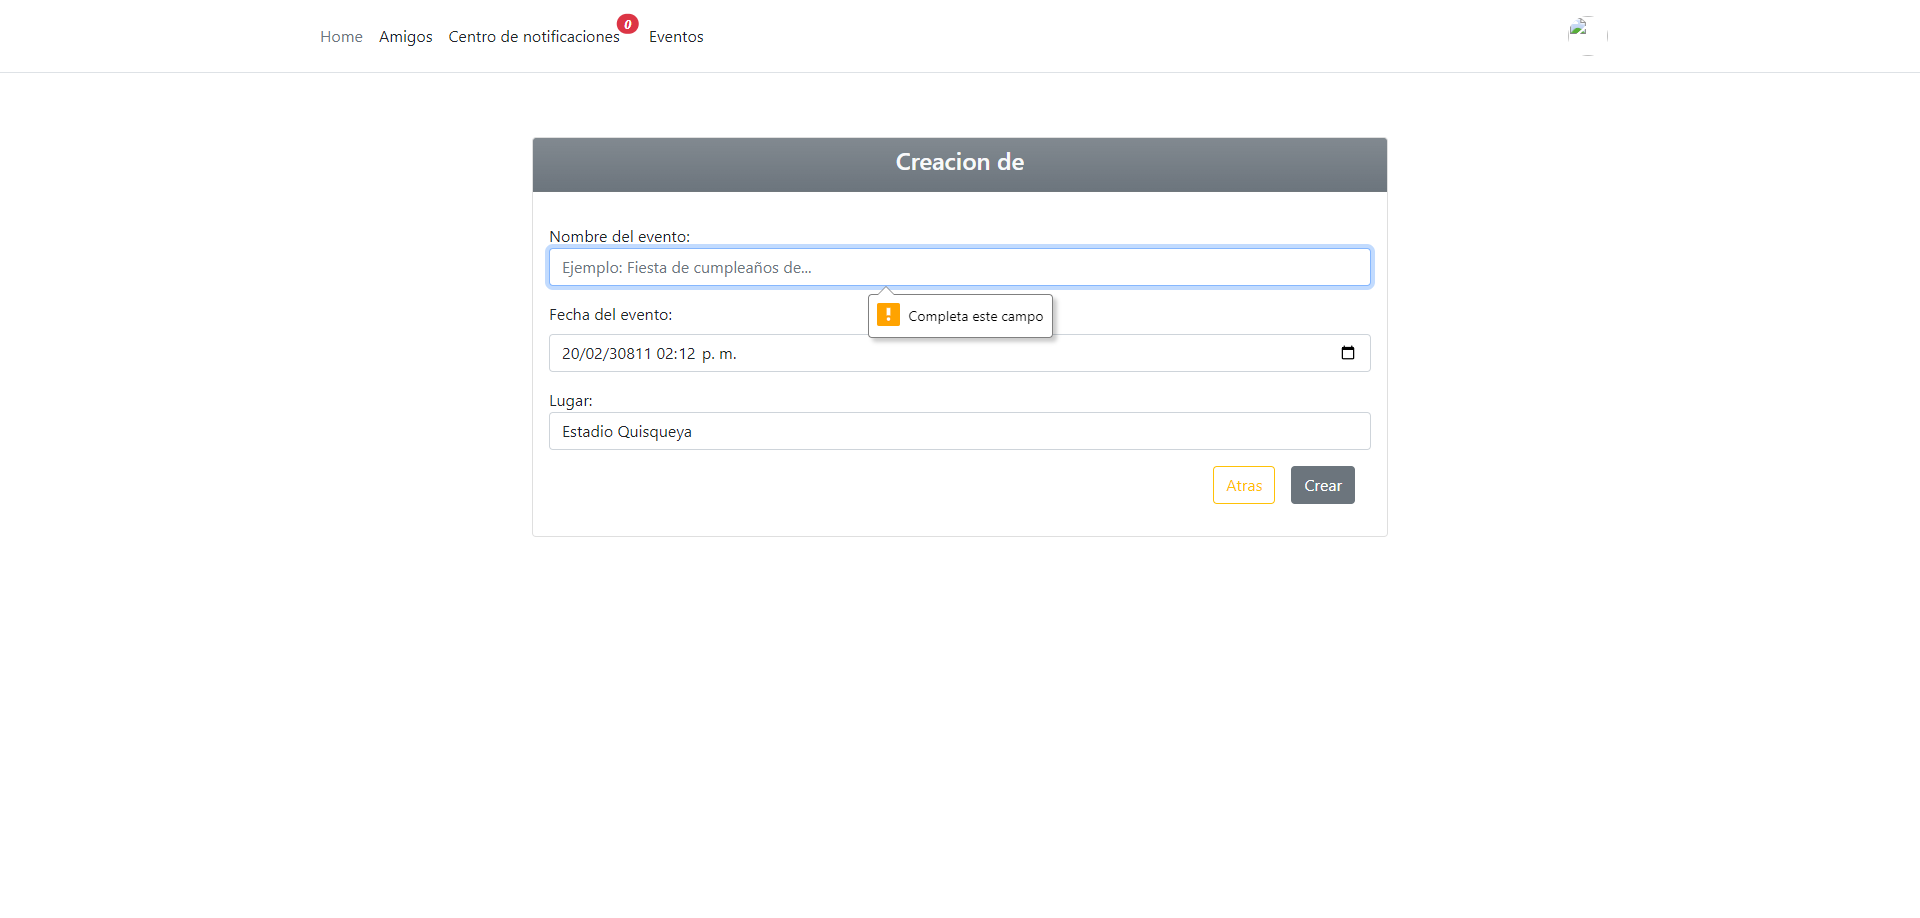 Home Amigos Centro de notificaciones 0 Eventos
Creacion de
Nombre del evento:
Ejemplo: Fiesta de cumpleaños de...
Completa este campo
Fecha del evento:
20/02/30811 02:12 p. m.
Lugar:
Estadio Quisqueya
Atras Crear